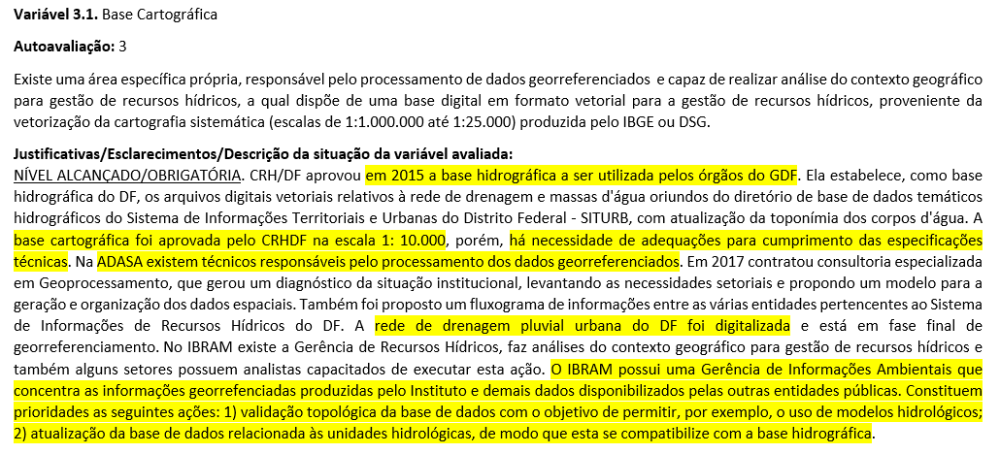 Variável 3.1. Base Cartográfica
Autoavaliação: 3
Existe uma área específica própria, responsável pelo processamento de dados georreferenciados e capaz de realizar análise do contexto geográfico
para gestão de recursos hídricos, a qual dispõe de uma base digital em formato vetorial para a gestão de recursos hídricos, proveniente da
vetorização da cartografia sistemática (escalas de 1:1.000.000 até 1:25.000) produzida pelo IBGE ou DSG.
Justificativas/Esclarecimentos/Descrição da situação da variável avaliada:
NÍVEL ALCANÇADO/OBRIGATÓRIA. CRH/DF aprovou em 2015 a base hidrográfica a ser utilizada pelos órgãos do GDF. Ela estabelece, como base
hidrográfica do DF, os arquivos digitais vetoriais relativos à rede de drenagem e massas d'água oriundos do diretório de base de dados temáticos
hidrográficos do Sistema de Informações Territoriais e Urbanas do Distrito Federal - SITURB, com atualização da toponímia dos corpos d'água. A
base cartográfica foi aprovada pelo CRHDF na escala 1: 10.000, porém, há necessidade de adequações para cumprimento das especificações
técnicas. Na ADASA existem técnicos responsáveis pelo processamento dos dados georreferenciados. Em 2017 contratou consultoria especializada
em Geoprocessamento, que gerou um diagnóstico da situação institucional, levantando as necessidades setoriais e propondo um modelo para a
geração e organização dos dados espaciais. Também foi proposto um fluxograma de informações entre as várias entidades pertencentes ao Sistema
de Informações de Recursos Hídricos do DF. A rede de drenagem pluvial urbana do DF foi digitalizada e está em fase final de
georreferenciamento. No IBRAM existe a Gerência de Recursos Hídricos, faz análises do contexto geográfico para gestão de recursos hídricos e
também alguns setores possuem analistas capacitados de executar esta ação. O IBRAM possui uma Gerência de Informações Ambientais que
concentra as informações georrefenciadas produzidas pelo Instituto e demais dados disponibilizados pelas outras entidades públicas. Constituem
prioridades as seguintes ações: 1) validação topológica da base de dados com o objetivo de permitir, por exemplo, o uso de modelos hidrológicos;
2) atualização da base de dados relacionada às unidades hidrológicas, de modo que esta se compatibilize com a base hidrográfica.